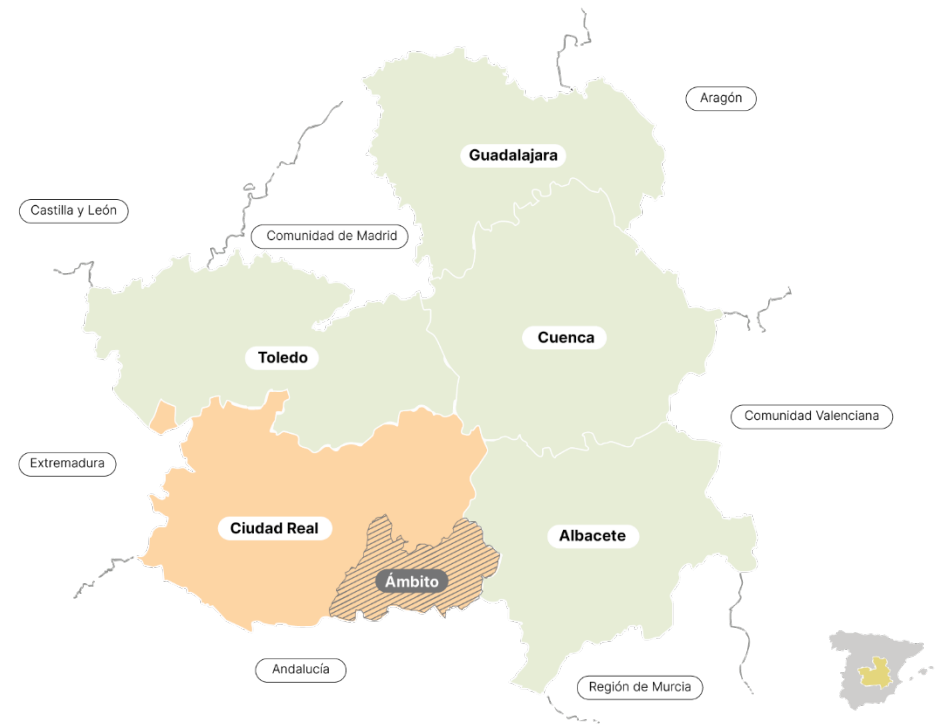 Aragón
Guadalajara
Castilla y León
Comunidad de Madrid
Cuenca
Toledo
Comunidad Valenciana
Extremadura
Ciudad Real
Albacete
Ámbito
Andalucía
Región de Murcia